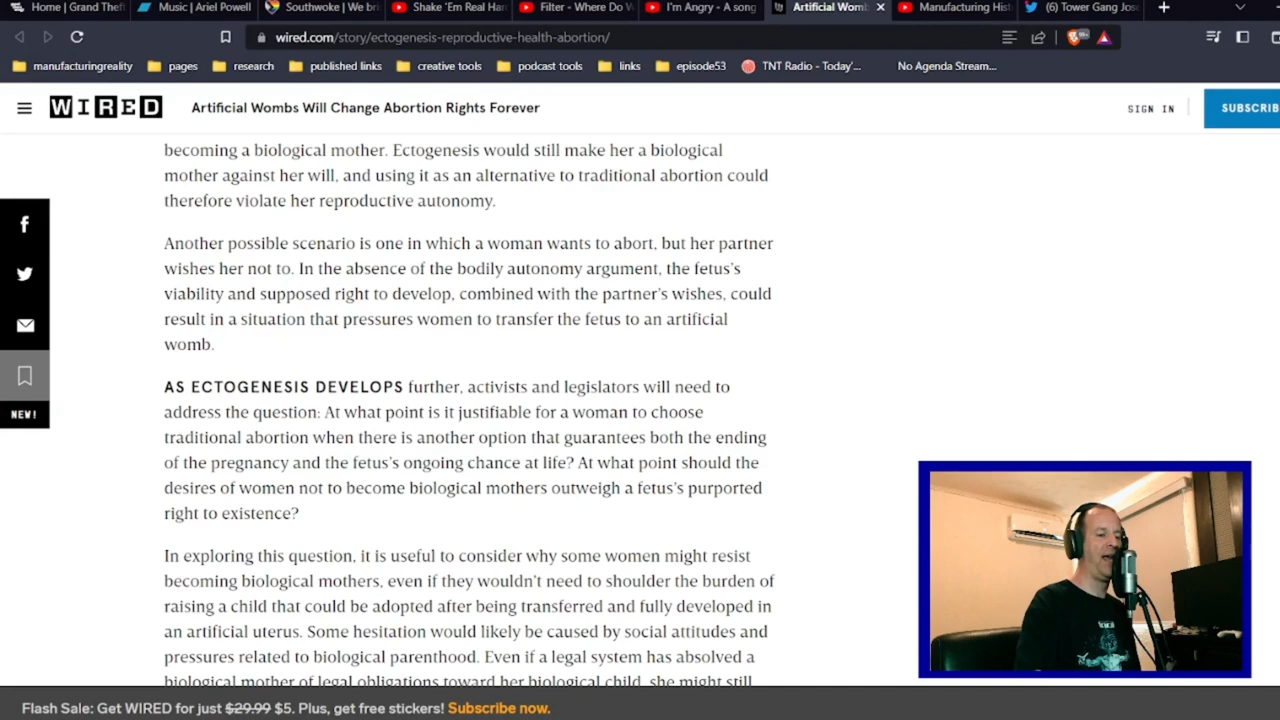 Home | Grand Theft
Music | Ariel Powell
Southwoke | We bri
Shake 'Em Real Har
Filter - Where Do W
I'm Angry - A song
Artificial Womb
Manufacturing Hist
(6) Tower Gang Jos
wired.com/story/ectogenesis-reproductive-health-abortion/
99+
manufacturingreality
pages
research
published links
creative tools
podcast tools
links
episode53
TNT Radio - Today'...
No Agenda Stream...
WIRED
Artificial Wombs Will Change Abortion Rights Forever
SIGN IN
SUBSCRIB
becoming a biological mother. Ectogenesis would still make her a biological
mother against her will, and using it as an alternative to traditional abortion could
therefore violate her reproductive autonomy.
Another possible scenario is one in which a woman wants to abort, but her partner
wishes her not to. In the absence of the bodily autonomy argument, the fetus's
viability and supposed right to develop, combined with the partner's wishes, could
result in a situation that pressures women to transfer the fetus to an artificial
womb.
AS ECTOGENESIS DEVELOPS further, activists and legislators will need to
address the question: At what point is it justifiable for a woman to choose
traditional abortion when there is another option that guarantees both the ending
of the pregnancy and the fetus's ongoing chance at life? At what point should the
desires of women not to become biological mothers outweigh a fetus's purported
right to existence?
In exploring this question, it is useful to consider why some women might resist
becoming biological mothers, even if they wouldn't need to shoulder the burden of
raising a child that could be adopted after being transferred and fully developed in
an artificial uterus. Some hesitation would likely be caused by social attitudes and
pressures related to biological parenthood. Even if a legal system has absolved a
biological mother of legal obligations toward her biological child, she might still
NEW!
Flash Sale: Get WIRED for just $29.99 $5. Plus, get free stickers! Subscribe now.